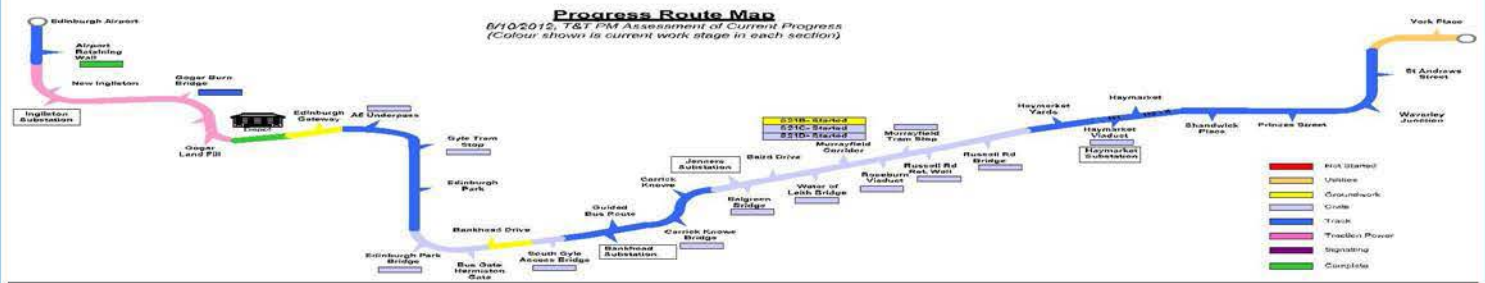 Progress Route Map
8/10/2012, T&T PM Assessment of Current Progress
(Colour shown is current work stage in each section)
Edinburgh Airport
Airport
Retaining
Wall
New Ingliston
Gogar Burn
Bridge
Ingliston
Substation
Gogar
Land Fill
Depot
Edinburgh
Gateway
A8 Underpass
Gyle Tram
Stop
Edinburgh
Park
Edinburgh Park
Bridge
Bankhead Drive
Bus Gate
Hermiston
Gate
South Gyle
Access Bridge
Guided
Bus Route
Bankhead
Substation
Carrick
Knowe
Carrick Knowe
Bridge
Jenners
Substation
Balgreen
Bridge
Baird Drive
Water of
Leith Bridge
S21B- Started
S21C- Started
S21D- Started
Murrayfield
Corridor
Roseburn
Viaduct
Murrayfield
Tram Stop
Russell Rd
Ret. Wall
Russell Rd
Bridge
Haymarket
Yards
Haymarket
Haymarket
Viaduct
Haymarket
Substation
Shandwick
Place
Princes Street
Waverley
Junction
St Andrews
Street
York Place
Not Started
Utilities
Groundwork
Civils
Track
Traction Power
Signalling
Complete